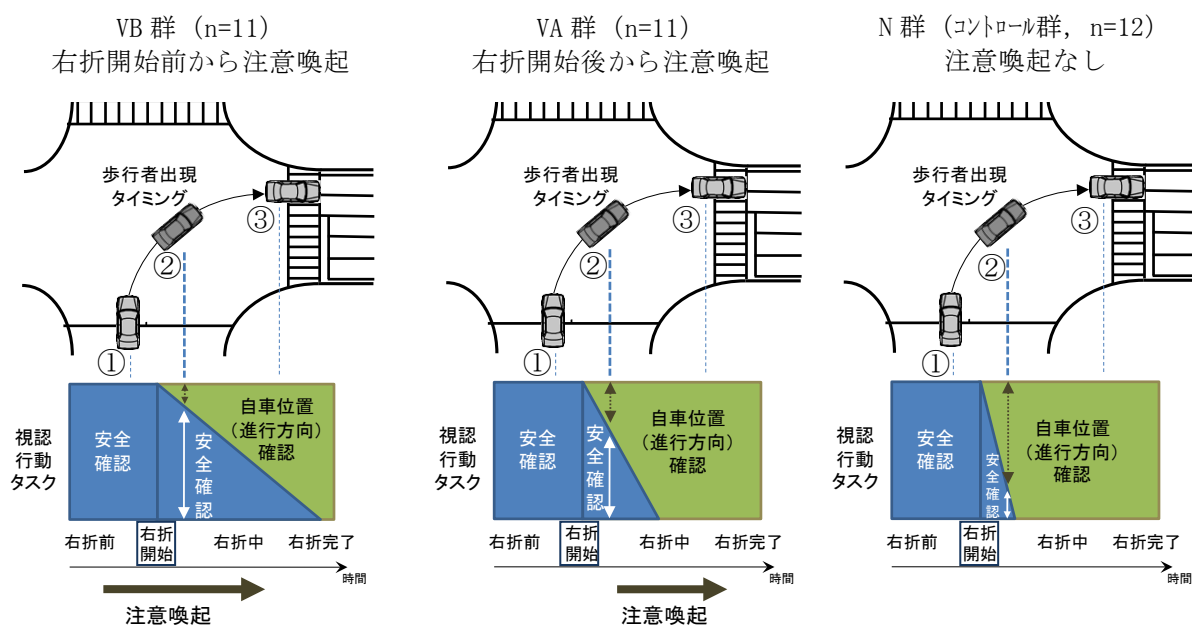 VB 群 (n=11)
右折開始前から注意喚起
歩行者出現
タイミング
③
②
①
視認
行動
タスク
安全
確認
安全確認
自車位置
(進行方向)
確認
右折前
右折
開始
右折中
右折完了
時間
注意喚起
VA 群 (n=11)
右折開始後から注意喚起
歩行者出現
タイミング
③
②
①
視認
行動
タスク
安全
確認
安全確認
自車位置
(進行方向)
確認
右折前
右折
開始
右折中
右折完了
時間
注意喚起
N 群 (コントロール群, n=12)
注意喚起なし
歩行者出現
タイミング
③
②
①
視認
行動
タスク
安全
確認
安全確認
自車位置
(進行方向)
確認
右折前
右折
開始
右折中
右折完了
時間